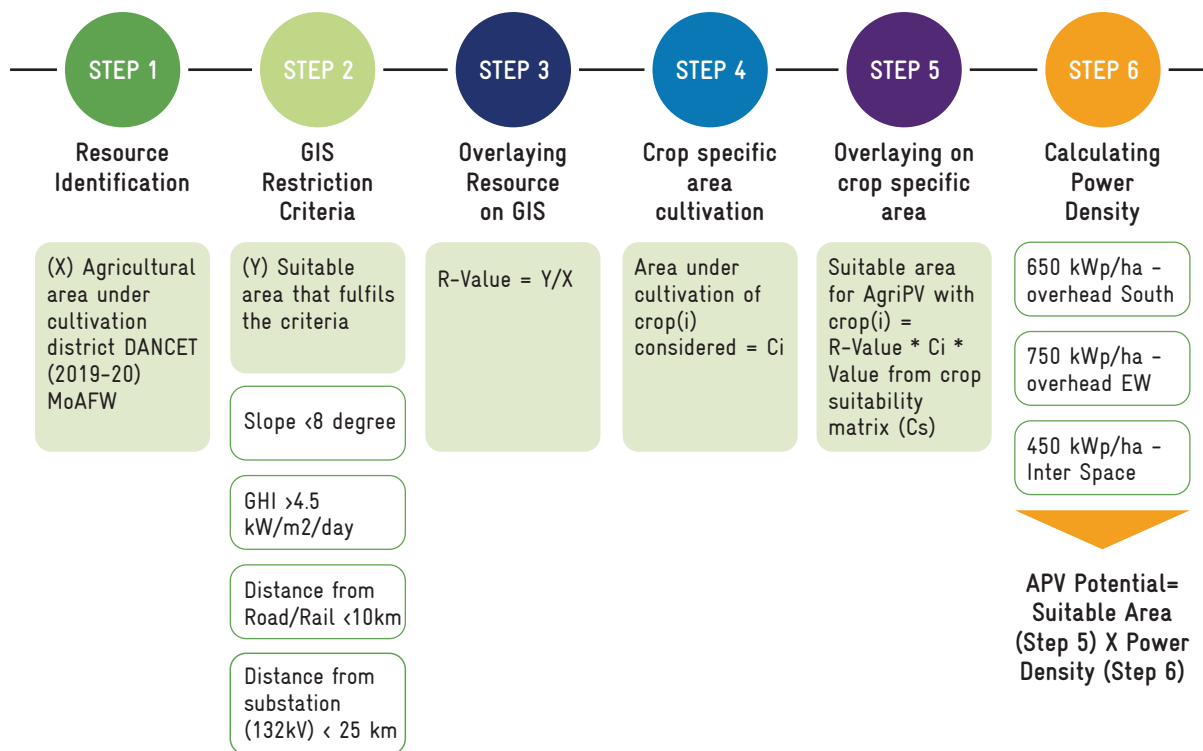 STEP 1
Resource
Identification
(X) Agricultural
area under
cultivation
district DANCET
(2019-20)
MoAFW
STEP 2
GIS
Restriction
Criteria
(Y) Suitable
area that fulfils
the criteria
Slope <8 degree
GHI >4.5
kW/m2/day
Distance from
Road/Rail <10km
Distance from
substation
(132kV) < 25 km
STEP 3
Overlaying
Resource
on GIS
R-Value = Y/X
STEP 4
Crop specific
area
cultivation
Area under
cultivation of
crop(i)
considered = Ci
STEP 5
Overlaying on
crop specific
area
Suitable area
for AgriPV with
crop(i) =
R-Value * Ci *
Value from crop
suitability
matrix (Cs)
STEP 6
Calculating
Power
Density
650 kWp/ha -
overhead South
750 kWp/ha -
overhead EW
450 kWp/ha -
Inter Space
APV Potential=
Suitable Area
(Step 5) X Power
Density (Step 6)